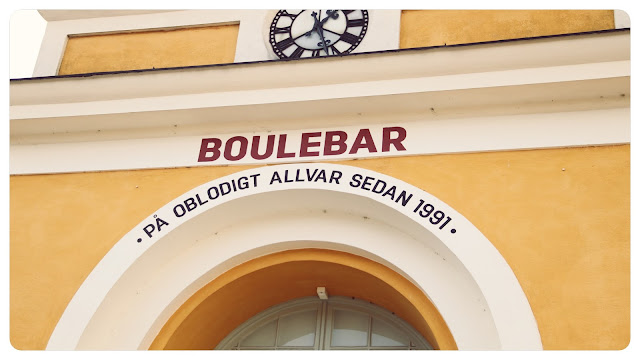 BOULEBAR
• PÅ OBLODIGT ALLVAR SEDAN 1991 •